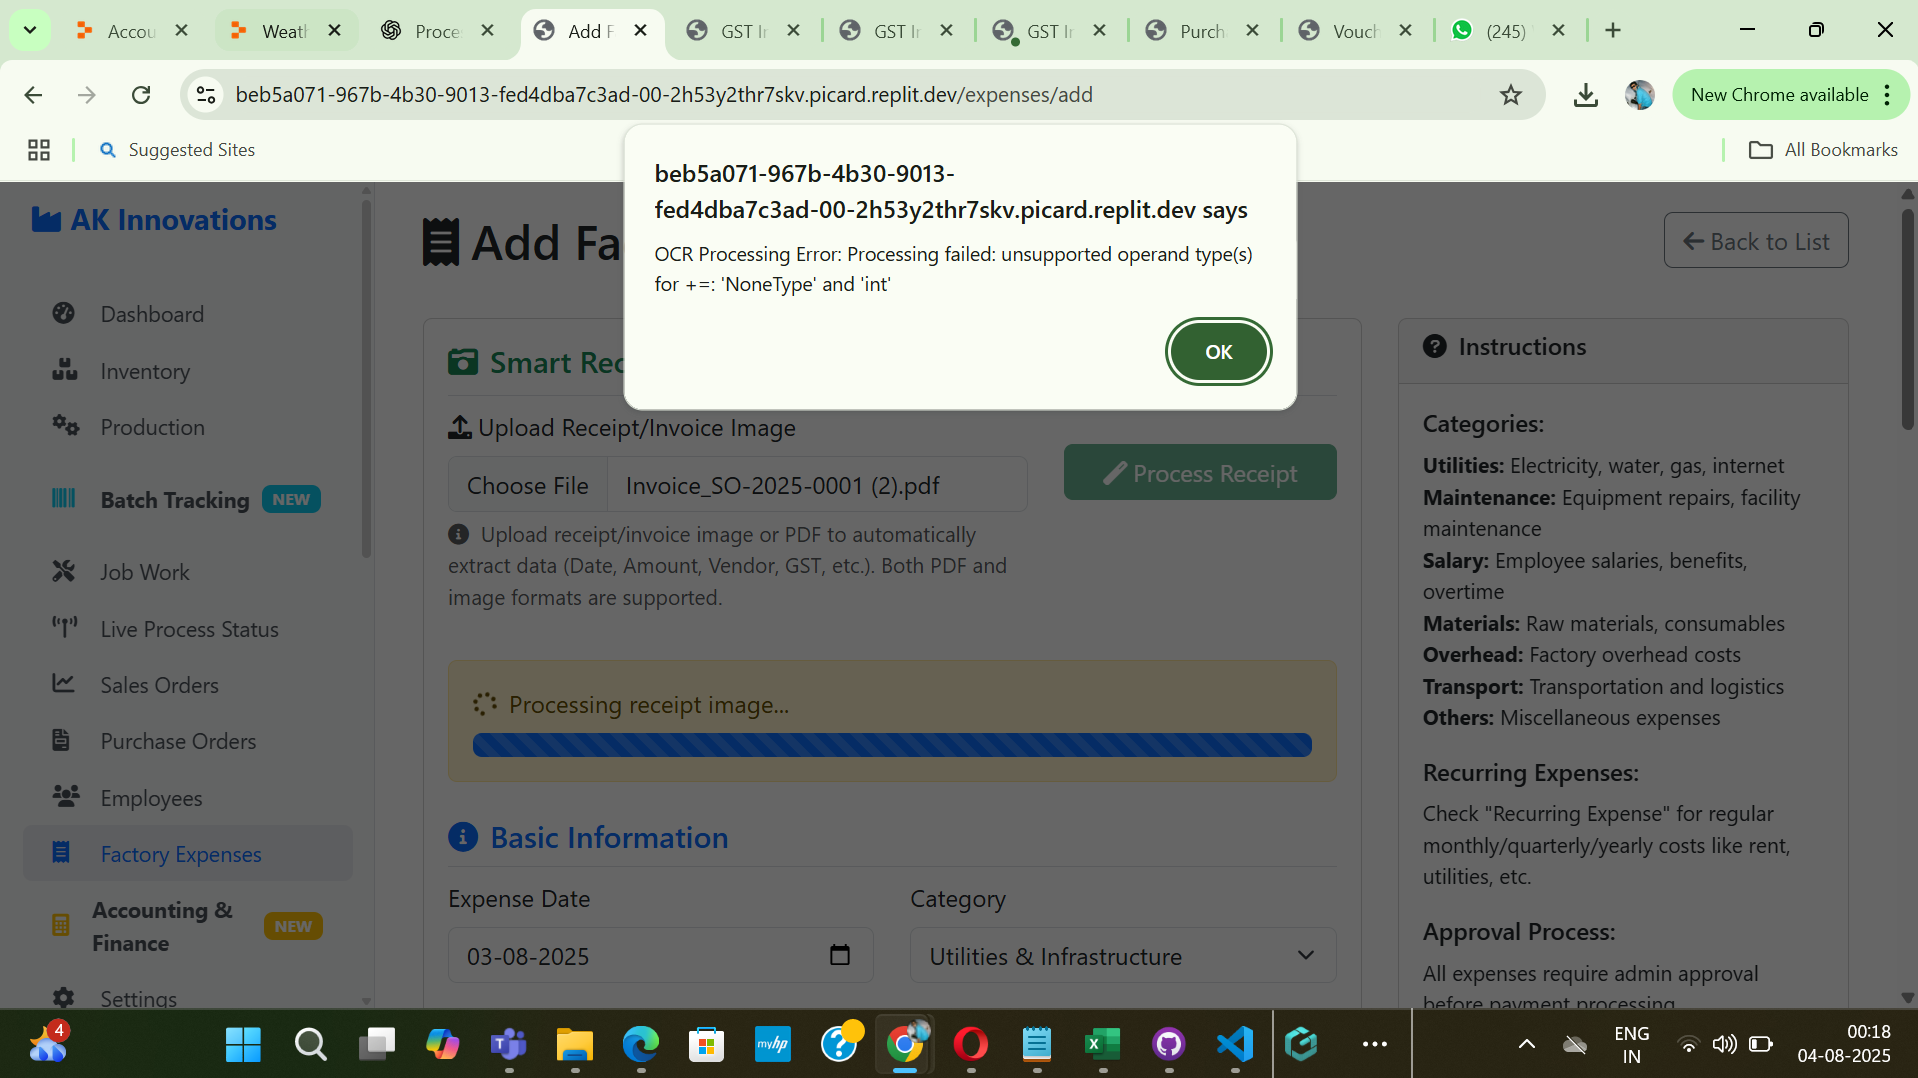 Accou
Weath
Proce
Add F
GST In
GST In
GST In
Purch
Vouch
(245)
beb5a071-967b-4b30-9013-fed4dba7c3ad-00-2h53y2thr7skv.picard.replit.dev/expenses/add
New Chrome available
Suggested Sites
All Bookmarks
beb5a071-967b-4b30-9013-
fed4dba7c3ad-00-2h53y2thr7skv.picard.replit.dev says
OCR Processing Error: Processing failed: unsupported operand type(s)
for +=: 'NoneType' and 'int'
OK
AK Innovations
Dashboard
Inventory
Production
Batch Tracking NEW
Job Work
Live Process Status
Sales Orders
Purchase Orders
Employees
Factory Expenses
Accounting &
Finance
NEW
Settings
Add Fa
Back to List
Smart Rec
Upload Receipt/Invoice Image
Choose File Invoice_SO-2025-0001 (2).pdf
Process Receipt
Upload receipt/invoice image or PDF to automatically
extract data (Date, Amount, Vendor, GST, etc.). Both PDF and
image formats are supported.
Processing receipt image...
Basic Information
Expense Date
03-08-2025
Category
Utilities & Infrastructure
Instructions
Categories:
Utilities: Electricity, water, gas, internet
Maintenance: Equipment repairs, facility
maintenance
Salary: Employee salaries, benefits,
overtime
Materials: Raw materials, consumables
Overhead: Factory overhead costs
Transport: Transportation and logistics
Others: Miscellaneous expenses
Recurring Expenses:
Check "Recurring Expense" for regular
monthly/quarterly/yearly costs like rent,
utilities, etc.
Approval Process:
All expenses require admin approval
before payment processing
4
myhp
ENG
IN
00:18
04-08-2025